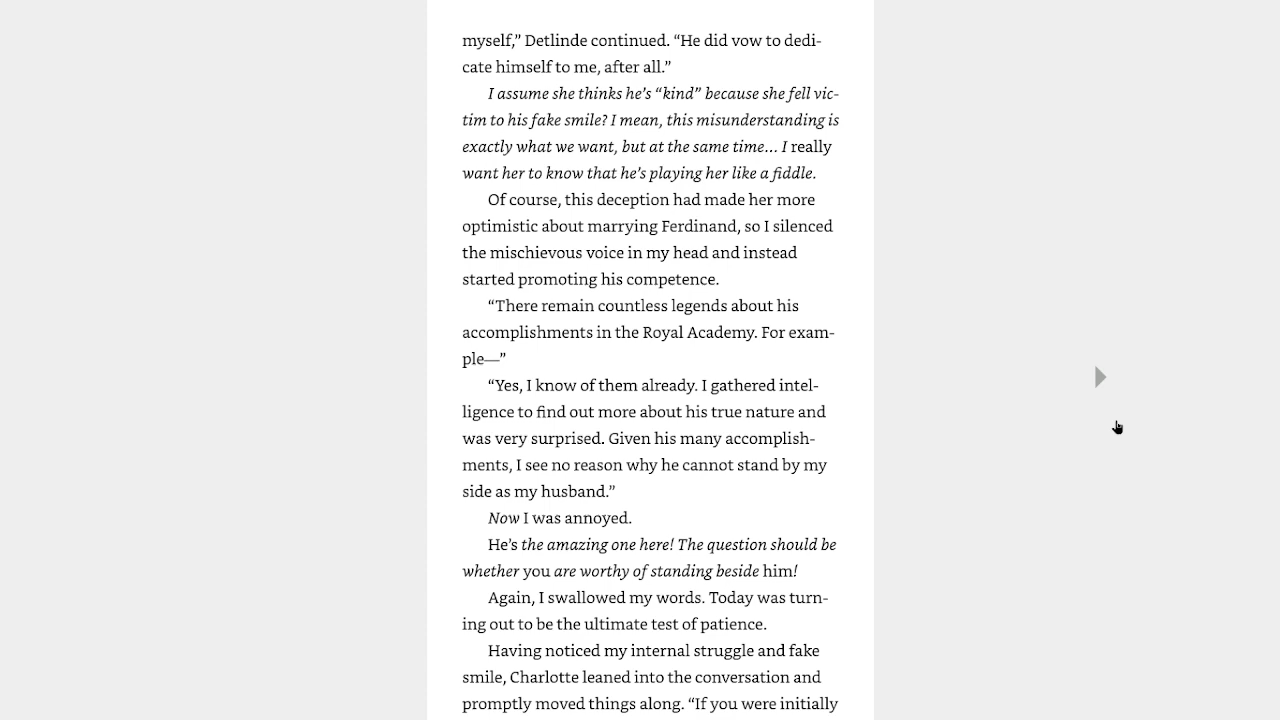 myself,” Detlinde continued. “He did vow to dedi-
cate himself to me, after all.”
I assume she thinks he’s “kind” because she fell vic-
tim to his fake smile? I mean, this misunderstanding is
exactly what we want, but at the same time... I really
want her to know that he’s playing her like a fiddle.
Of course, this deception had made her more
optimistic about marrying Ferdinand, so I silenced
the mischievous voice in my head and instead
started promoting his competence.
“There remain countless legends about his
accomplishments in the Royal Academy. For exam-
ple—”
“Yes, I know of them already. I gathered intel-
ligence to find out more about his true nature and
was very surprised. Given his many accomplish-
ments, I see no reason why he cannot stand by my
side as my husband.”
Now I was annoyed.
He’s the amazing one here! The question should be
whether you are worthy of standing beside him!
Again, I swallowed my words. Today was turn-
ing out to be the ultimate test of patience.
Having noticed my internal struggle and fake
smile, Charlotte leaned into the conversation and
promptly moved things along. “If you were initially